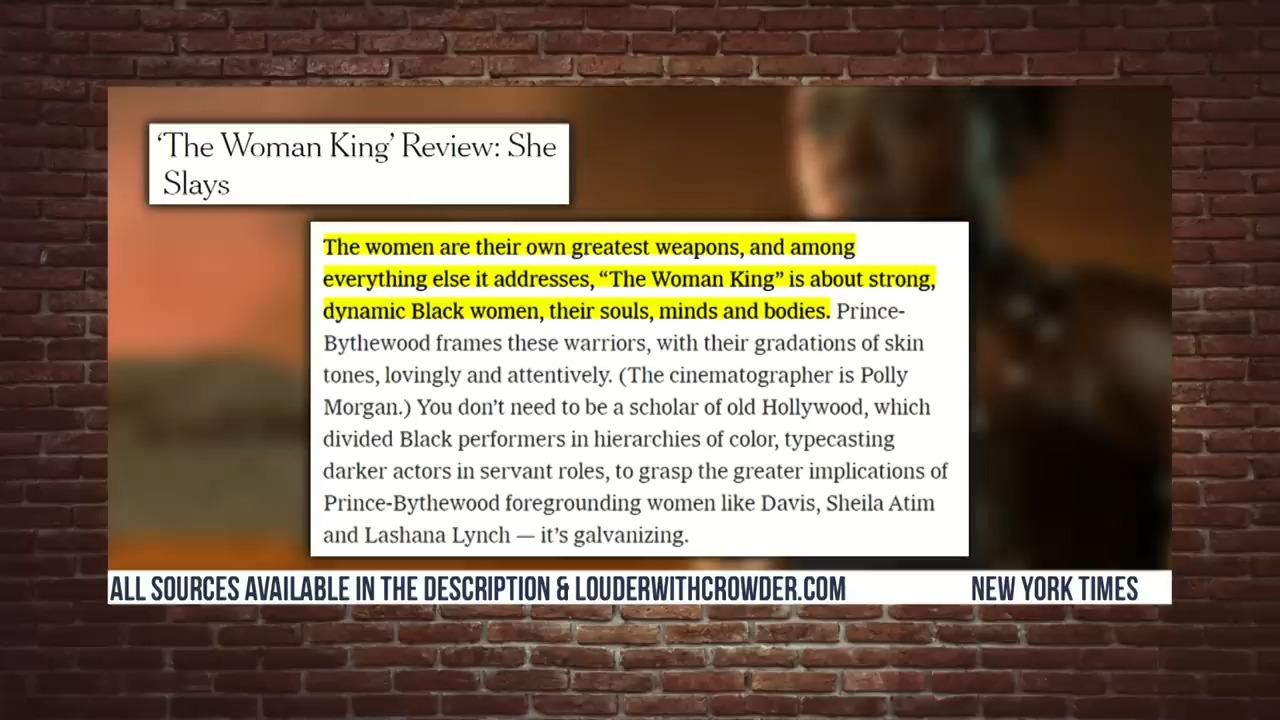 ‘The Woman King’ Review: She
Slays
The women are their own greatest weapons, and among
everything else it addresses, “The Woman King” is about strong,
dynamic Black women, their souls, minds and bodies. Prince-
Bythewood frames these warriors, with their gradations of skin
tones, lovingly and attentively. (The cinematographer is Polly
Morgan.) You don’t need to be a scholar of old Hollywood, which
divided Black performers in hierarchies of color, typecasting
darker actors in servant roles, to grasp the greater implications of
Prince-Bythewood foregrounding women like Davis, Sheila Atim
and Lashana Lynch — it’s galvanizing.
ALL SOURCES AVAILABLE IN THE DESCRIPTION & LOUDERWITHCROWDER.COM
NEW YORK TIMES